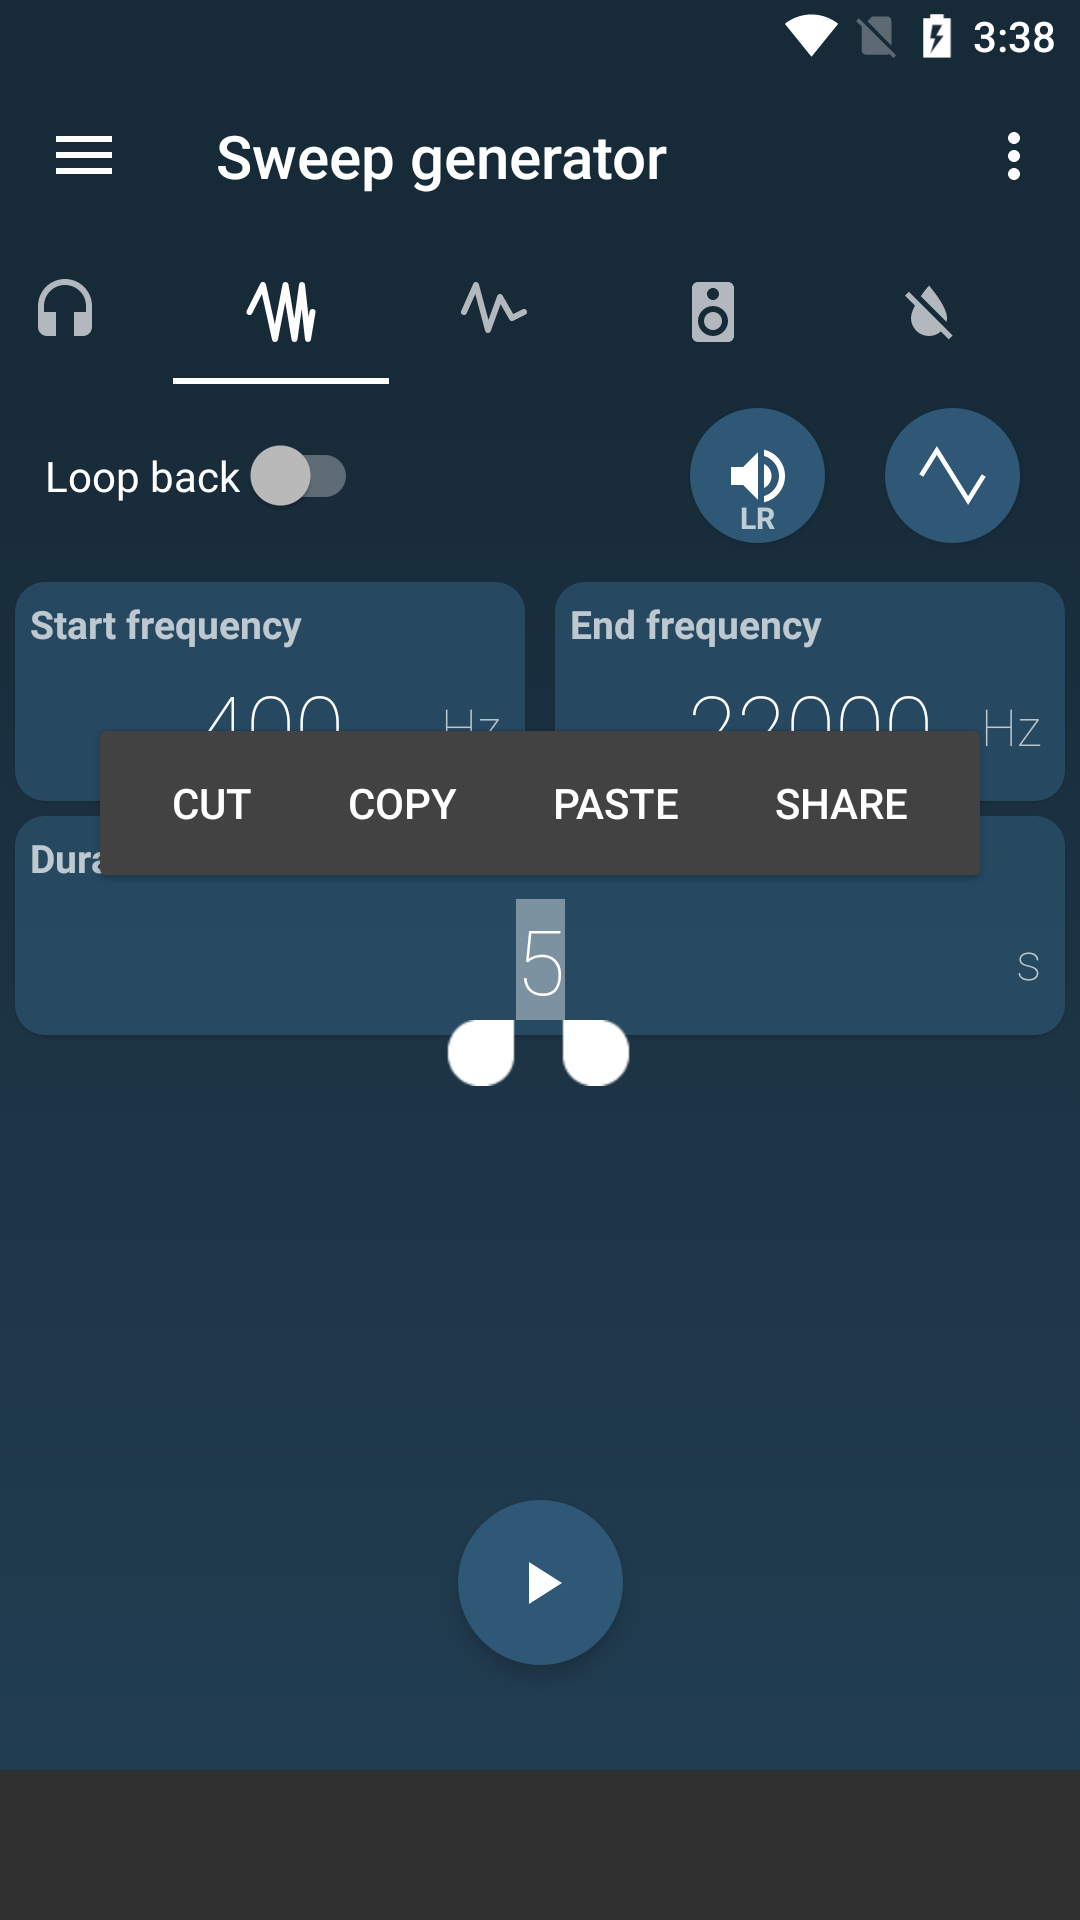 3:38
Sweep generator
Loop back
LR
Start frequency
End frequency
400 Hz
22000 Hz
CUT COPY PASTE SHARE
5
s